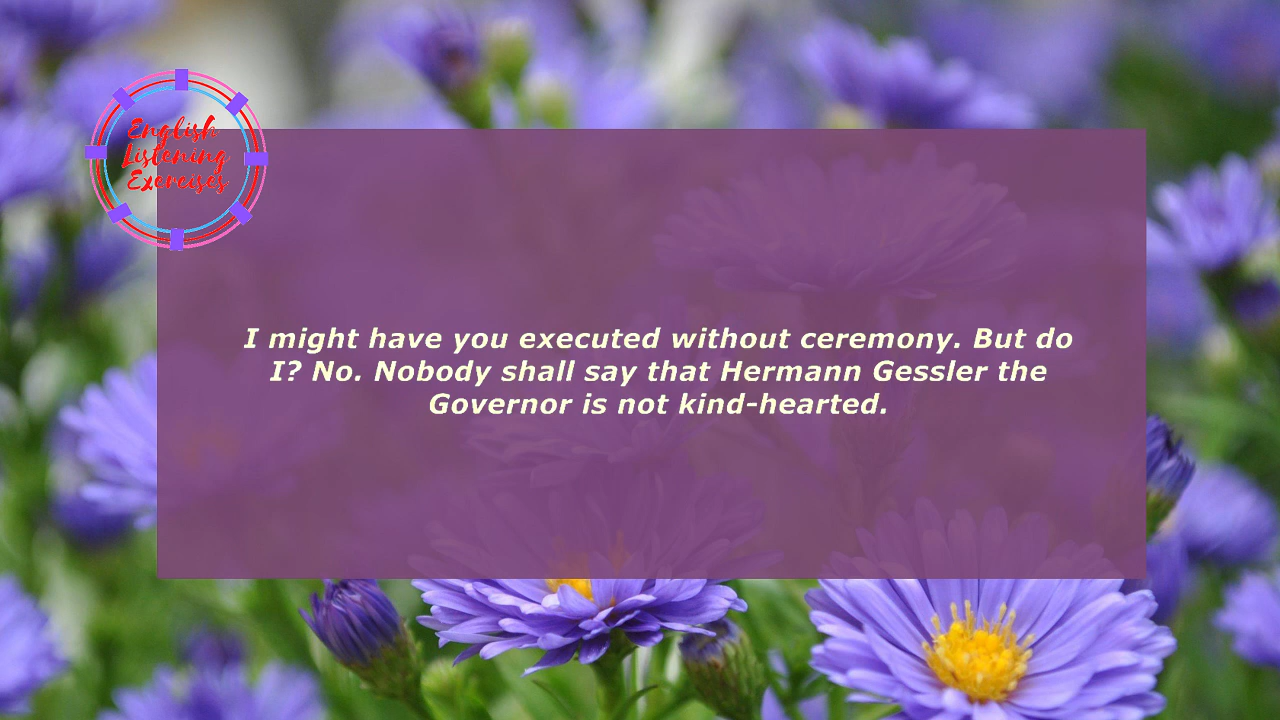 English
Listening
Exercises
I might have you executed without ceremony. But do
I? No. Nobody shall say that Hermann Gessler the
Governor is not kind-hearted.